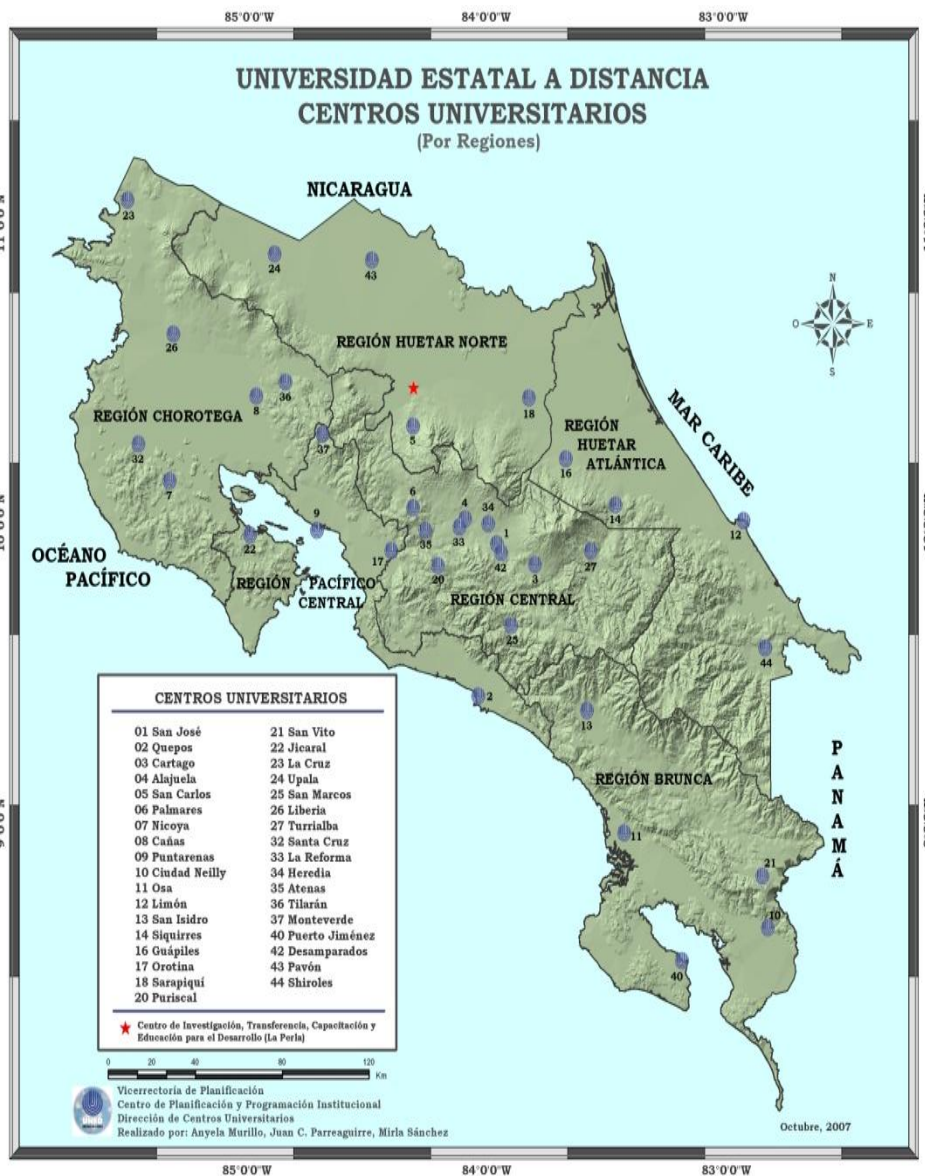 85°0'0"W 84°0'0"W 83°0'0"W
UNIVERSIDAD ESTATAL A DISTANCIA
CENTROS UNIVERSITARIOS
(Por Regiones)
NICARAGUA
23
24
43
N
O E
S
26
REGIÓN HUETAR NORTE
36
8
18
REGIÓN CHOROTEGA
5
37
32
REGIÓN
HUETAR
ATLÁNTICA
MAR CARIBE
16
7
6
4
34
14
12
9
35
33
1
22
17
42
27
20
3
OCÉANO
PACÍFICO
REGIÓN PACÍFICO
CENTRAL
REGIÓN CENTRAL
25
44
2
13
REGIÓN BRUNCA
PANAMÁ
11
21
10
40
CENTROS UNIVERSITARIOS
01 San José
02 Quepos
03 Cartago
04 Alajuela
05 San Carlos
06 Palmares
07 Nicoya
08 Cañas
09 Puntarenas
10 Ciudad Neilly
11 Osa
12 Limón
13 San Isidro
14 Siquirres
16 Guápiles
17 Orotina
18 Sarapiquí
20 Puriscal
21 San Vito
22 Jicaral
23 La Cruz
24 Upala
25 San Marcos
26 Liberia
27 Turrialba
32 Santa Cruz
33 La Reforma
34 Heredia
35 Atenas
36 Tilarán
37 Monteverde
40 Puerto Jiménez
42 Desamparados
43 Pavón
44 Shiroles
Centro de Investigación, Transferencia, Capacitación y
Educación para el Desarrollo (La Perla)
0 20 40 80 120
Km
UNED
Vicerrectoria de Planificación
Centro de Planificación y Programación Institucional
Dirección de Centros Universitarios
Realizado por: Anyela Murillo, Juan C. Parreaguirre, Mirla Sánchez
Octubre, 2007
85°0'0"W 84°0'0"W 83°0'0"W